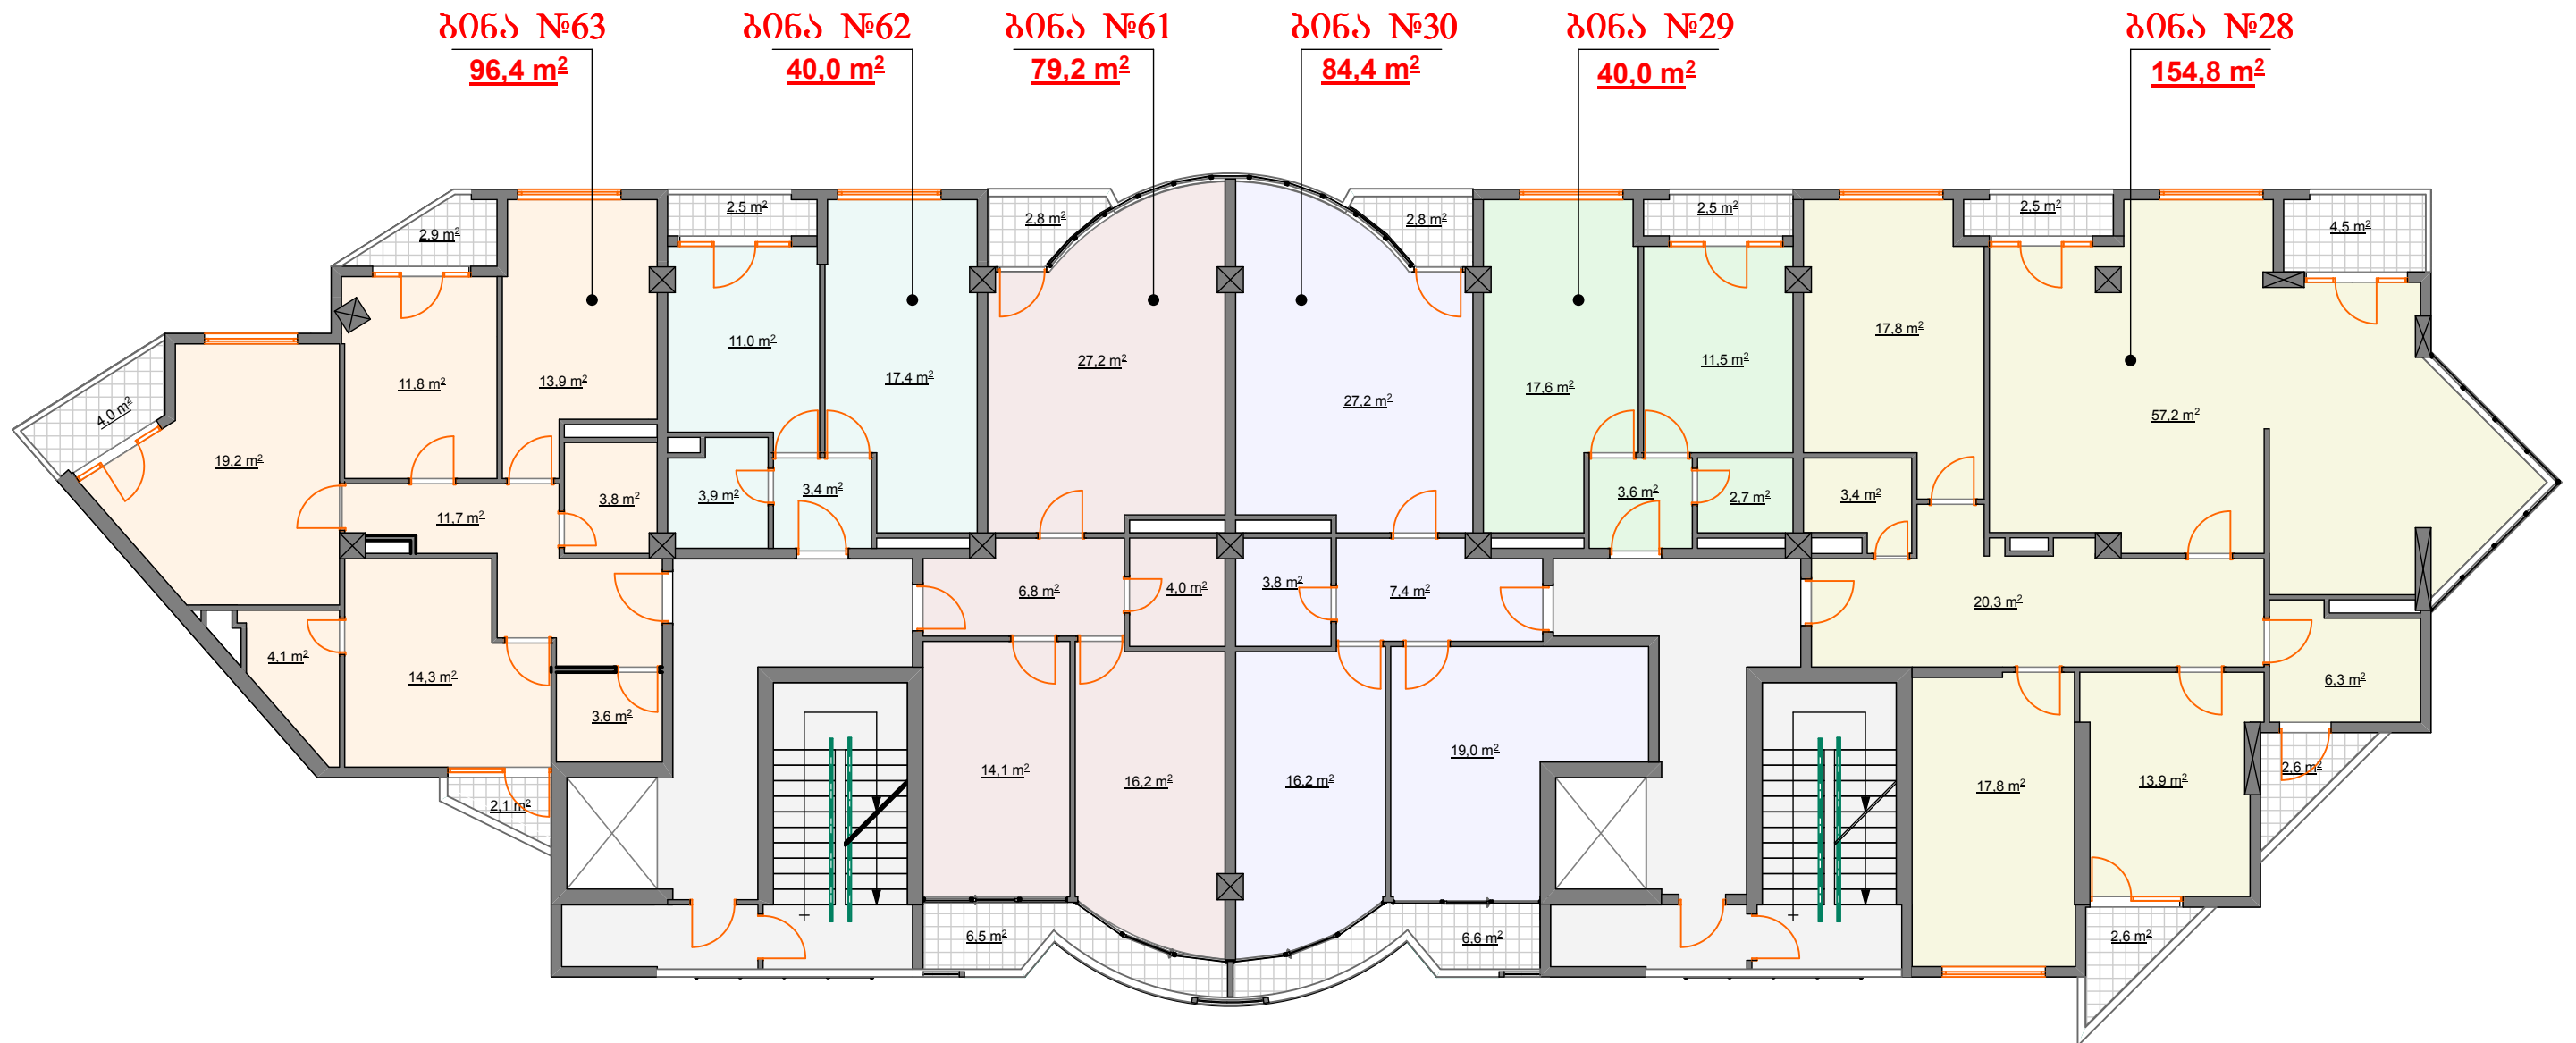 ბინა №63
96,4 m²
ბინა №62
40,0 m²
ბინა №61
79,2 m²
ბინა №30
84,4 m²
ბინა №29
40,0 m²
ბინა №28
154,8 m²
2,9 m²
2,5 m²
2,8 m²
2,8 m²
2,5 m²
2,5 m²
4,5 m²
4,0 m²
19,2 m²
11,8 m²
13,9 m²
11,0 m²
17,4 m²
27,2 m²
27,2 m²
17,6 m²
11,5 m²
17,8 m²
57,2 m²
11,7 m²
3,8 m²
3,9 m²
3,4 m²
3,6 m²
2,7 m²
3,4 m²
4,1 m²
14,3 m²
3,6 m²
6,8 m²
4,0 m²
3,8 m²
7,4 m²
20,3 m²
6,3 m²
2,1 m²
14,1 m²
16,2 m²
16,2 m²
19,0 m²
17,8 m²
13,9 m²
2,6 m²
6,5 m²
6,6 m²
2,6 m²